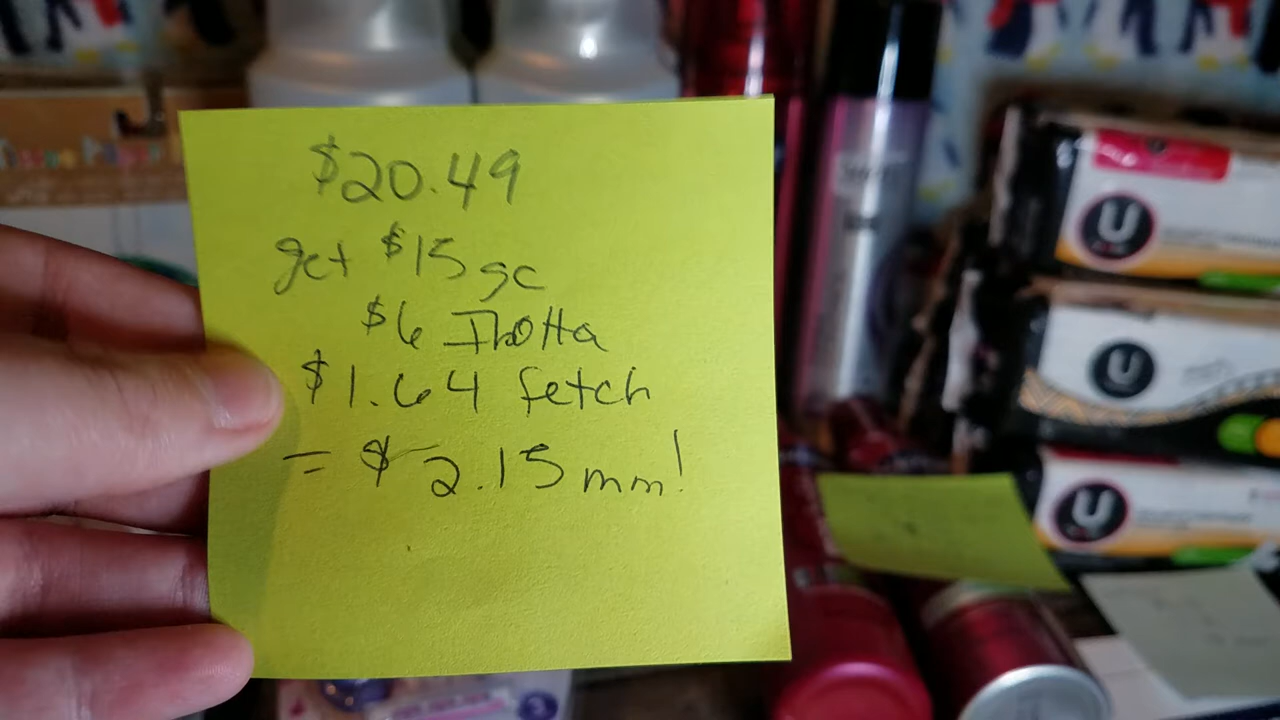 $20.49
get $15 gc
$6 Ibotta
$1.64 fetch
= $2.15 mm!
U
U
U